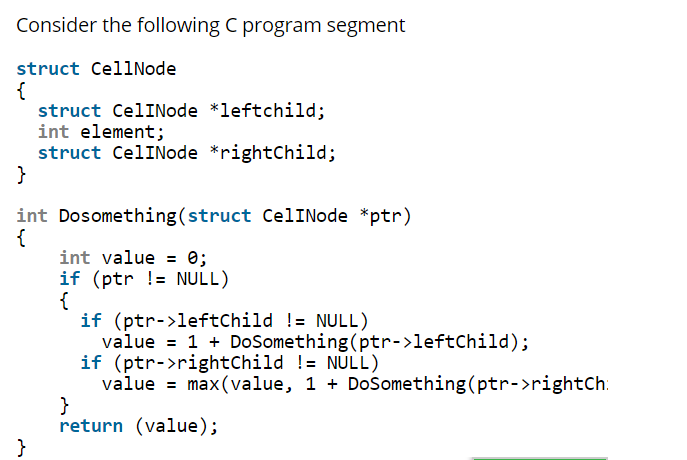 Consider the following C program segment
struct CellNode
{
  struct CelINode *leftchild;
  int element;
  struct CelINode *rightChild;
}
int Dosomething(struct CelINode *ptr)
{
    int value = 0;
    if (ptr != NULL)
    {
      if (ptr->leftChild != NULL)
        value = 1 + DoSomething(ptr->leftChild);
      if (ptr->rightChild != NULL)
        value = max(value, 1 + DoSomething(ptr->rightCh
    }
    return (value);
}